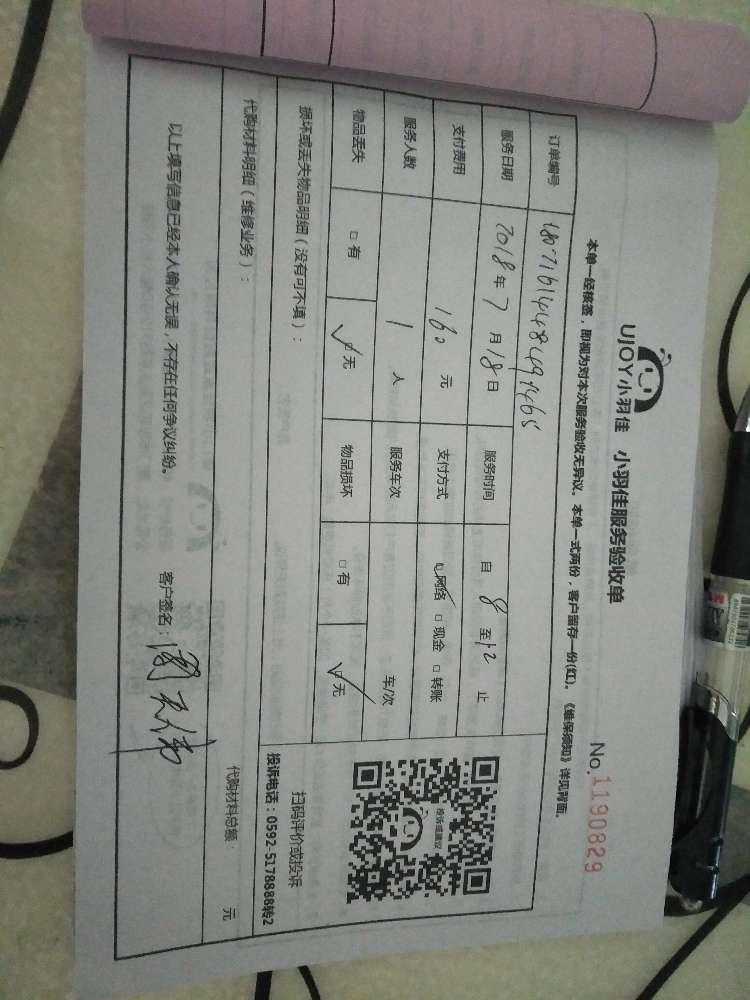 UJOY小羽佳 小羽佳服务验收单
No.1190829
本单一经核签，即视为对本次服务验收无异议。本单一式两份，客户留存一份(红)。《维保须知》详见背面。
订单编号
服务日期 2018年7月18日 服务时间 自 8 至12 止
支付费用 160 元 支付方式 □网络 □现金 □转账
服务人数 1 人 服务车次 车/次
物品丢失 □有 □无 物品损坏 □有 □无
投诉或建议
扫码评价或投诉
投诉电话：0592-5178888转2
损坏或丢失物品明细（没有可不填）：
代购材料明细（维修业务）：
代购材料总额： 元
以上填写信息已经本人确认无误，不存在任何争议纠纷。 客户签名：